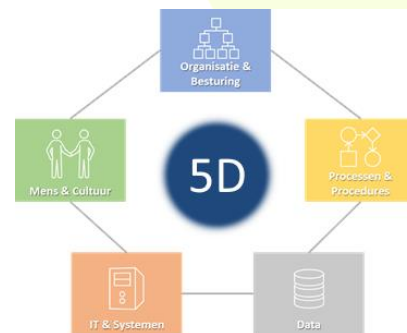 Organisatie &
Besturing
Mens & Cultuur
5D
Processen &
Procedures
IT & Systemen
Data